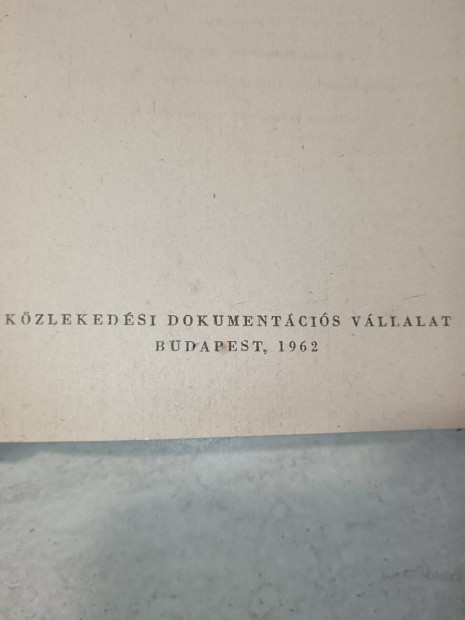 KÖZLEKEDÉSI DOKUMENTÁCIÓS VÁLLALAT
BUDAPEST, 1962